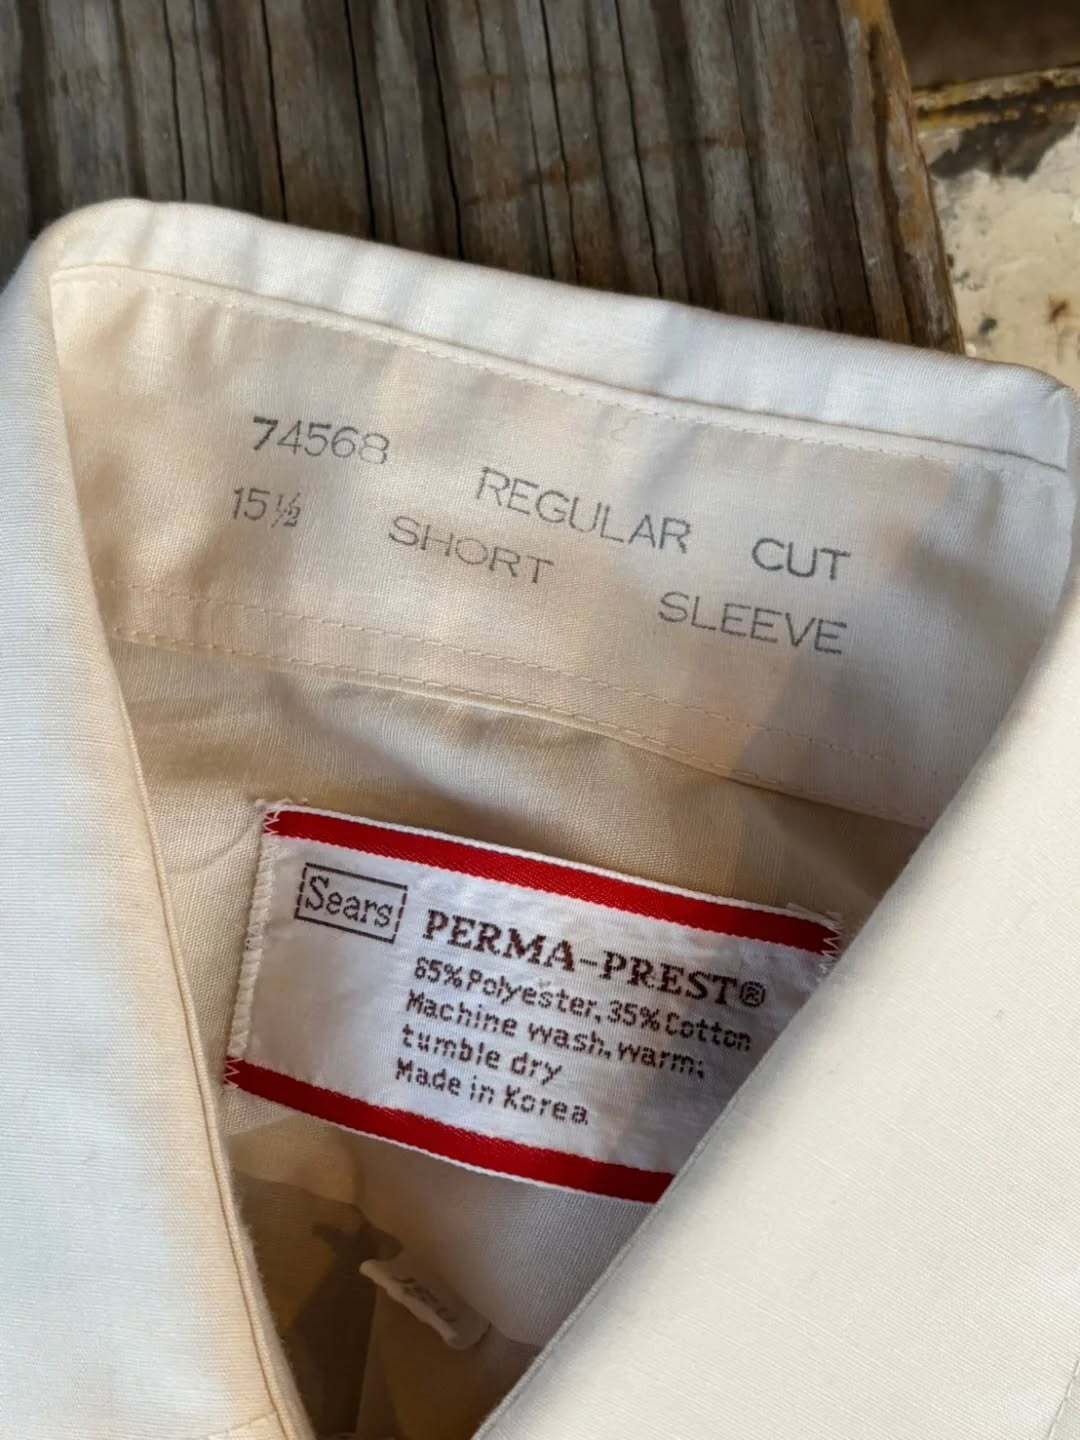 74568 REGULAR CUT
15½ SHORT SLEEVE
Sears PERMA-PREST®
65% Polyester, 35% Cotton
Machine wash, warm;
tumble dry
Made in Korea